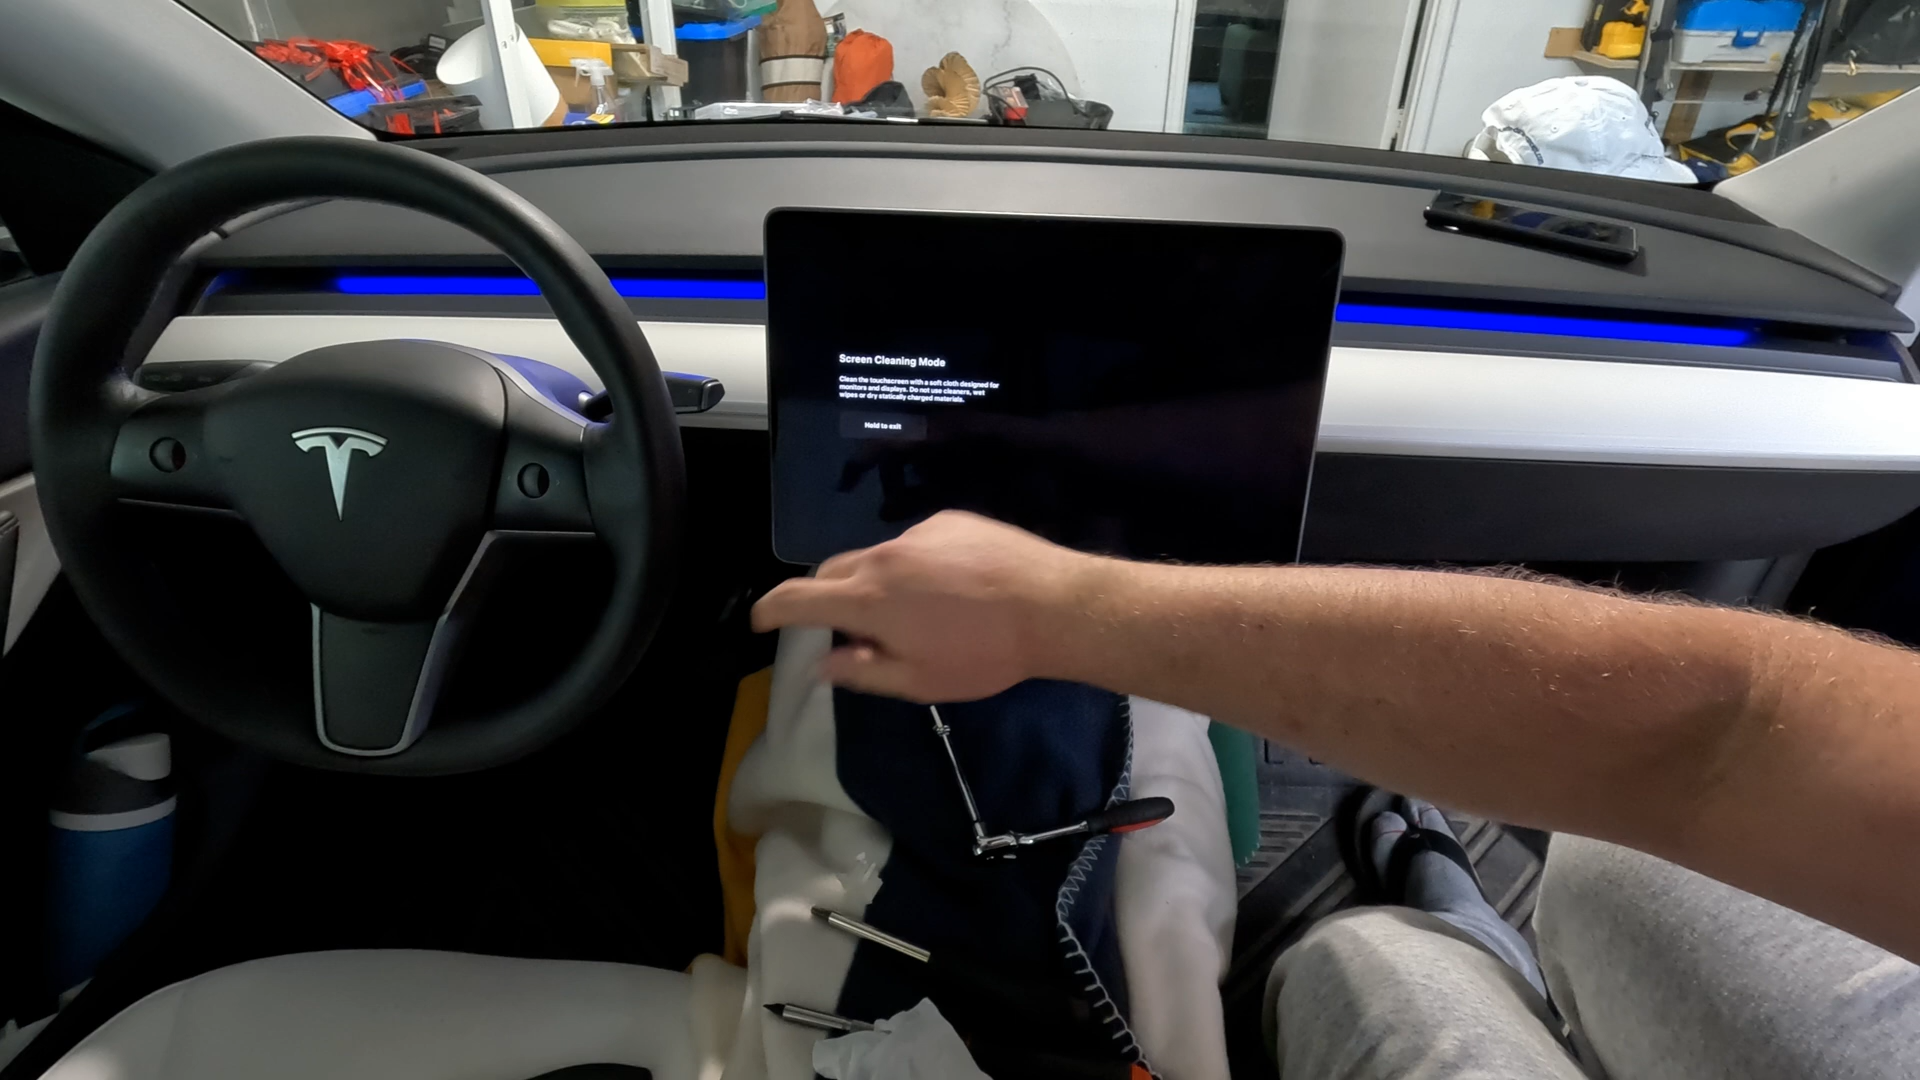 Screen Cleaning Mode
Clean the touchscreen with a soft cloth designed for
monitors and displays. Do not use cleaners, wet
wipes or dry statically charged materials.
Hold to exit